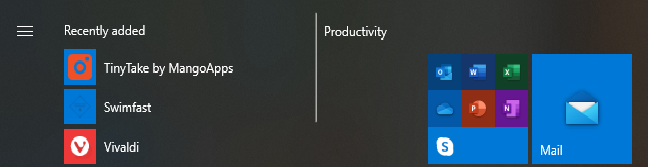 Recently added
TinyTake by MangoApps
Swimfast
Vivaldi
Productivity
Mail